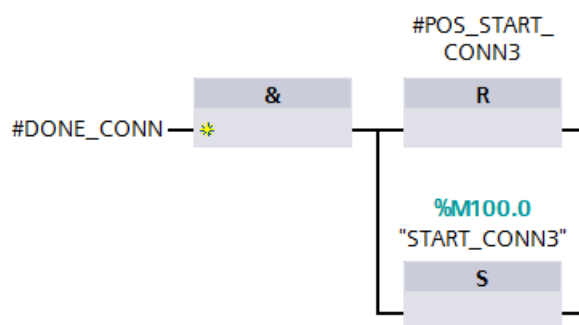 #POS_START_
CONN3
&
R
#DONE_CONN
%M100.0
"START_CONN3"
S